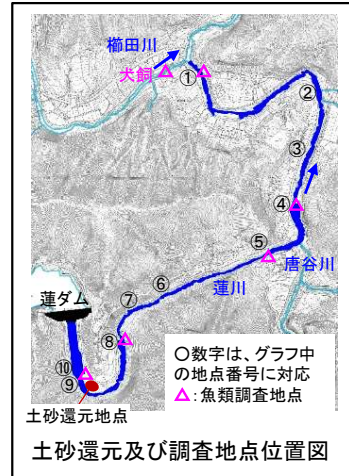 櫛田川
犬飼
①
②
③
④
⑤
唐谷川
蓮川
⑥
⑦
蓮ダム
⑧
⑩
⑨
○数字は、グラフ中
の地点番号に対応
△:魚類調査地点
土砂還元地点
土砂還元及び調査地点位置図